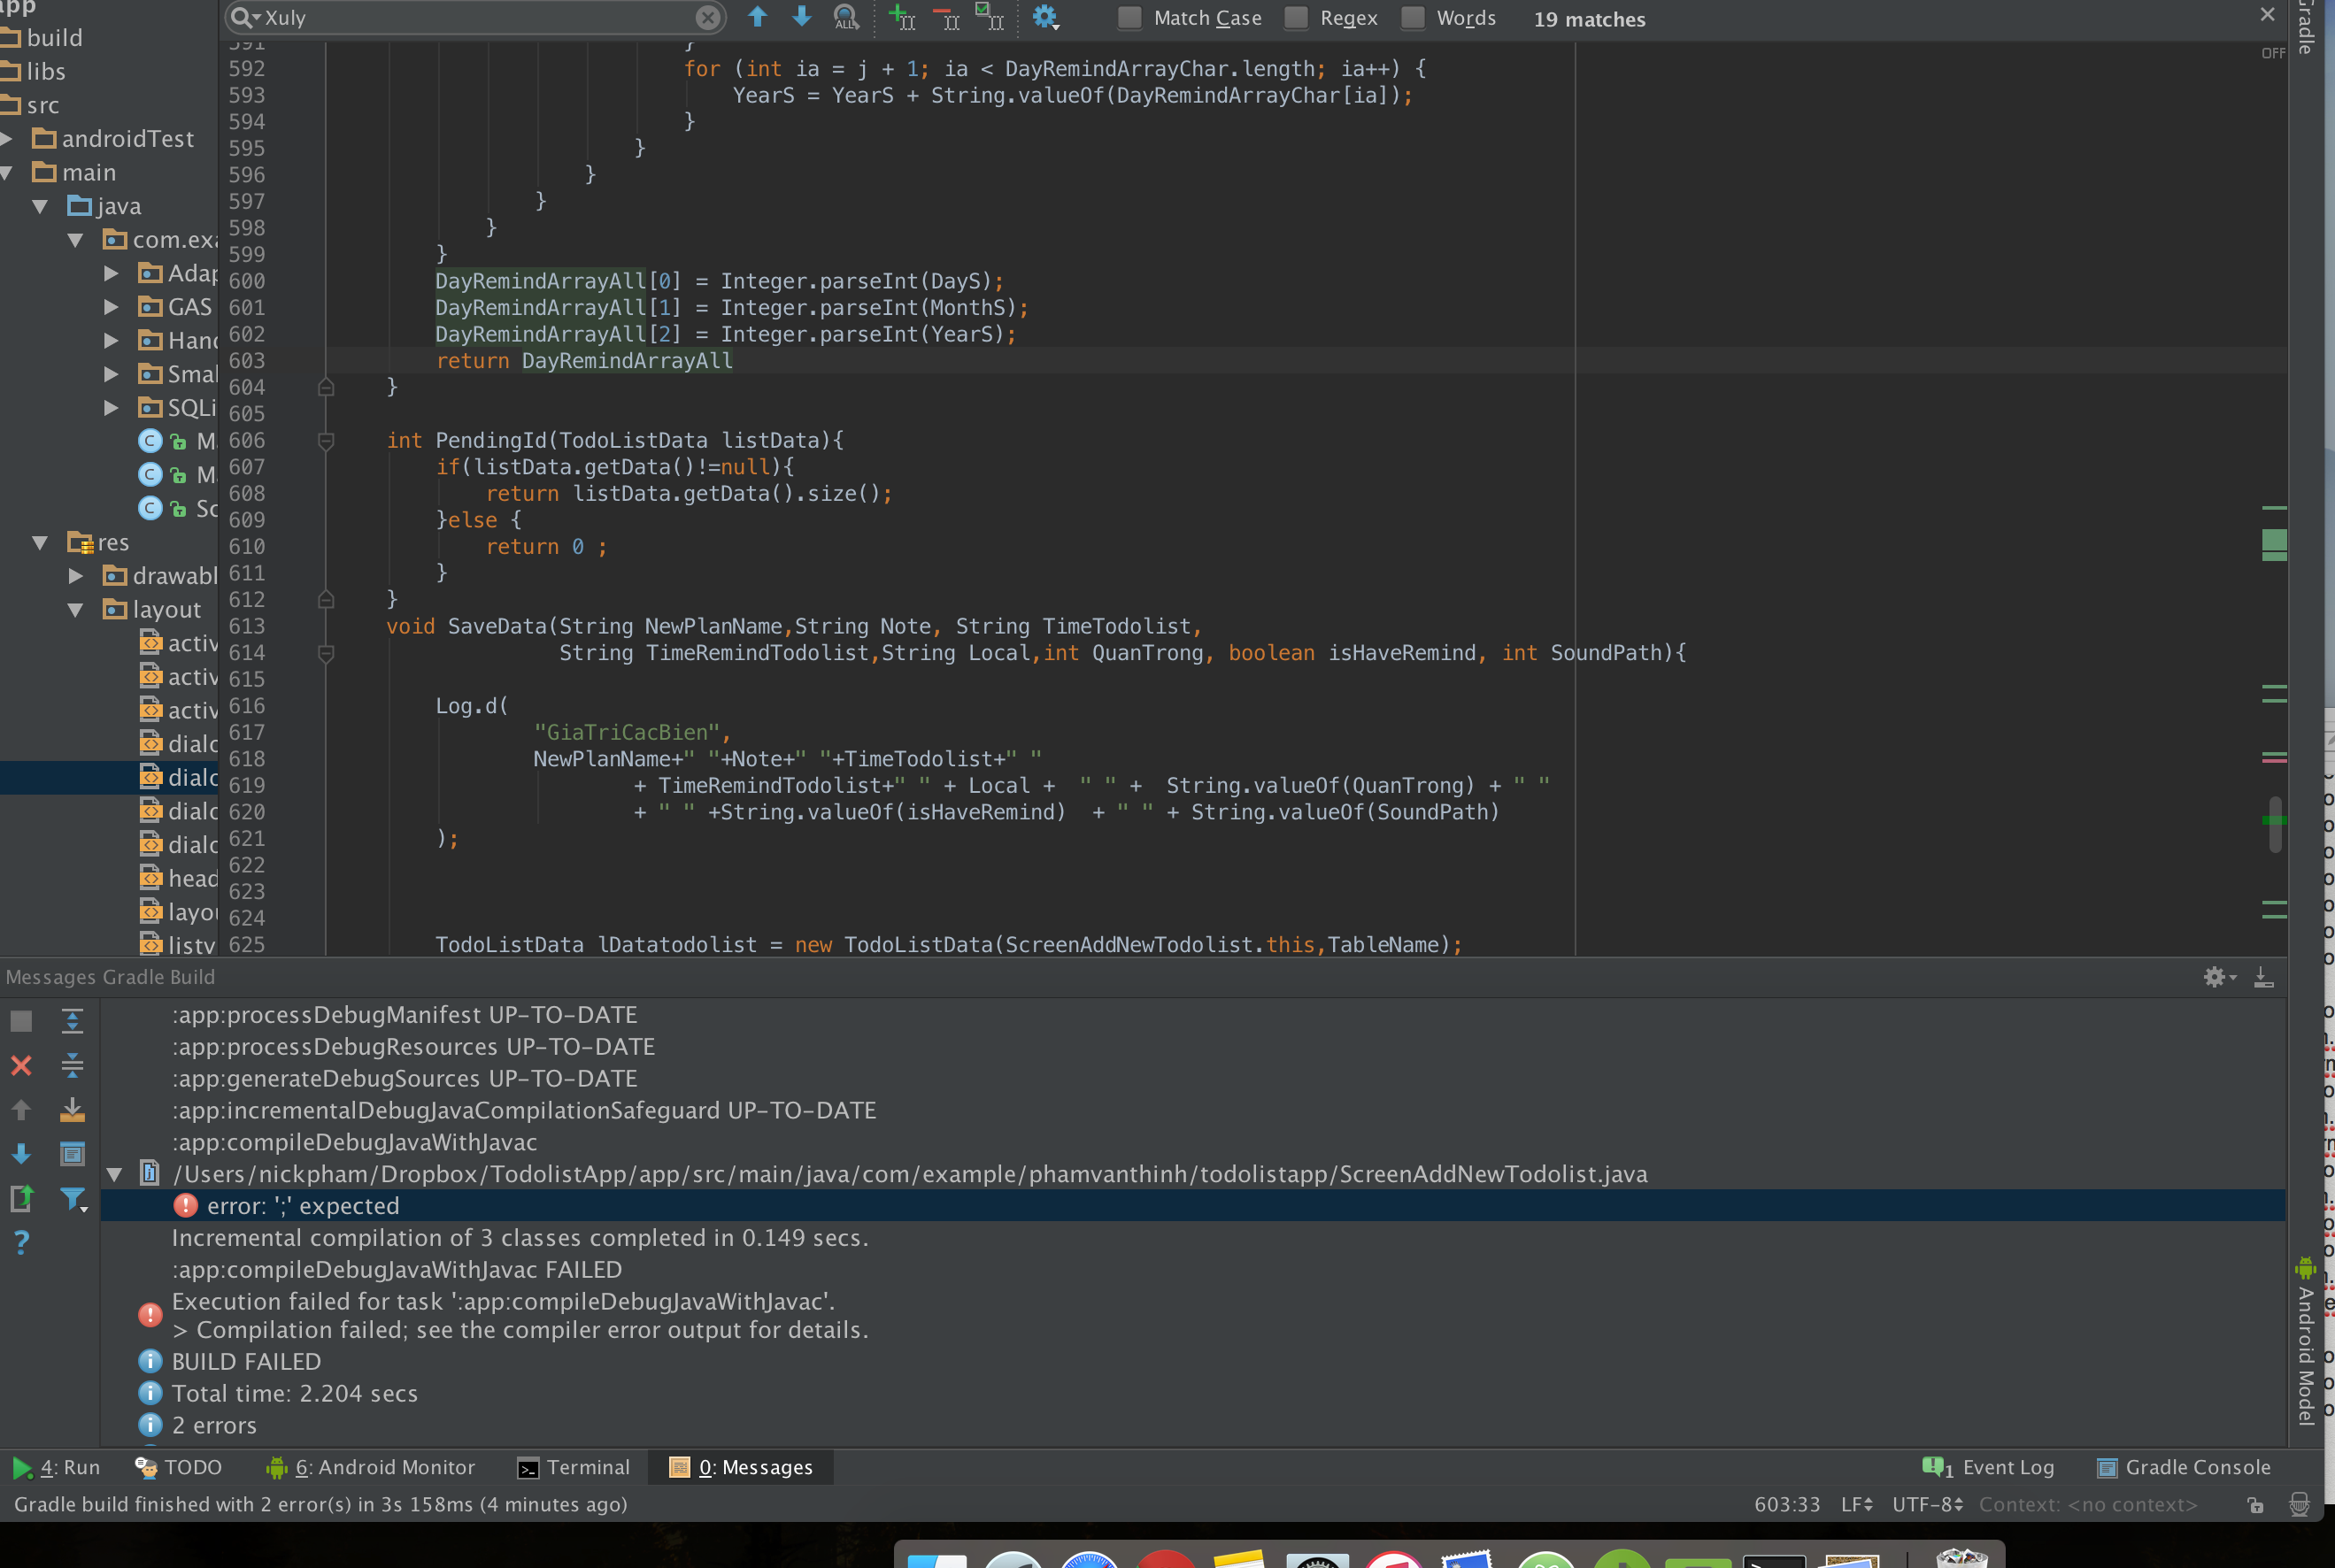 app
Xuly
Match Case
Regex
Words
19 matches
Gradle
build
libs
src
androidTest
main
java
com.exa
Adap
GAS
Hand
Smal
SQLi
Ma
Ma
Sc
res
drawabl
layout
activ
activ
activ
dialo
dialo
dialo
dialo
head
layou
listv
OFF
591 }
592 for (int ia = j + 1; ia < DayRemindArrayChar.length; ia++) {
593 YearS = YearS + String.valueOf(DayRemindArrayChar[ia]);
594 }
595 }
596 }
597 }
598 }
599 }
600 DayRemindArrayAll[0] = Integer.parseInt(DayS);
601 DayRemindArrayAll[1] = Integer.parseInt(MonthS);
602 DayRemindArrayAll[2] = Integer.parseInt(YearS);
603 return DayRemindArrayAll
604 }
605
606 int PendingId(TodoListData listData){
607 if(listData.getData()!=null){
608 return listData.getData().size();
609 }else {
610 return 0 ;
611 }
612 }
613 void SaveData(String NewPlanName,String Note, String TimeTodolist,
614 String TimeRemindTodolist,String Local,int QuanTrong, boolean isHaveRemind, int SoundPath){
615
616 Log.d(
617 "GiaTriCacBien",
618 NewPlanName+" "+Note+" "+TimeTodolist+" "
619 + TimeRemindTodolist+" " + Local + " " + String.valueOf(QuanTrong) + " "
620 + " " +String.valueOf(isHaveRemind) + " " + String.valueOf(SoundPath)
621 );
622
623
624
625 TodoListData lDatatodolist = new TodoListData(ScreenAddNewTodolist.this,TableName);
Messages Gradle Build
:app:processDebugManifest UP-TO-DATE
:app:processDebugResources UP-TO-DATE
:app:generateDebugSources UP-TO-DATE
:app:incrementalDebugJavaCompilationSafeguard UP-TO-DATE
:app:compileDebugJavaWithJavac
/Users/nickpham/Dropbox/TodolistApp/app/src/main/java/com/example/phamvanthinh/todolistapp/ScreenAddNewTodolist.java
error: ';' expected
Incremental compilation of 3 classes completed in 0.149 secs.
:app:compileDebugJavaWithJavac FAILED
Execution failed for task ':app:compileDebugJavaWithJavac'.
> Compilation failed; see the compiler error output for details.
BUILD FAILED
Total time: 2.204 secs
2 errors
Android Model
4: Run
TODO
6: Android Monitor
Terminal
0: Messages
1 Event Log
Gradle Console
Gradle build finished with 2 error(s) in 3s 158ms (4 minutes ago)
603:33
LF
UTF-8
Context: <no context>